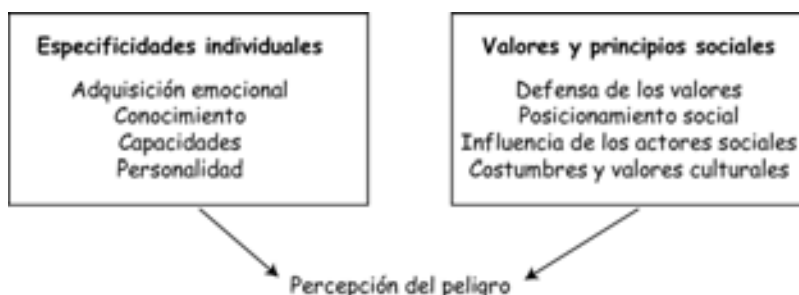 Especificidades individuales
Adquisición emocional
Conocimiento
Capacidades
Personalidad
Valores y principios sociales
Defensa de los valores
Posicionamiento social
Influencia de los actores sociales
Costumbres y valores culturales
Percepción del peligro